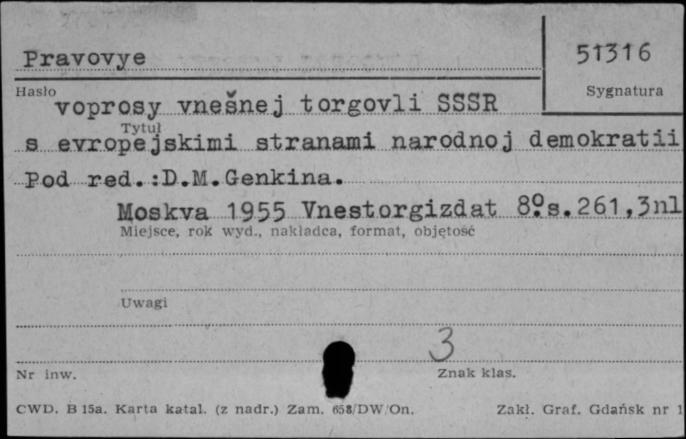 Pravovye
51316
Hasło
Sygnatura
voprosy vnešnej torgovli SSSR
Tytuł
s evropejskimi stranami narodnoj demokratii
Pod red.:D.M.Genkina.
Moskva 1955 Vnestorgizdat 8º.s.261,3nl
Miejsce, rok wyd., nakładca, format, objętość
Uwagi
3
Nr inw.
Znak klas.
CWD. B 15a. Karta katal. (z nadr.) Zam. 658/DW/On.
Zakł. Graf. Gdańsk nr 1